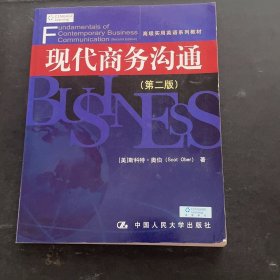 Fundamentals of
Contemporary Business
Communication (Second Edition)
高级实用英语系列教材
现代商务沟通
(第二版)
BUSINESS
[美]斯科特·奥伯 (Scot Ober) 著
中国人民大学出版社